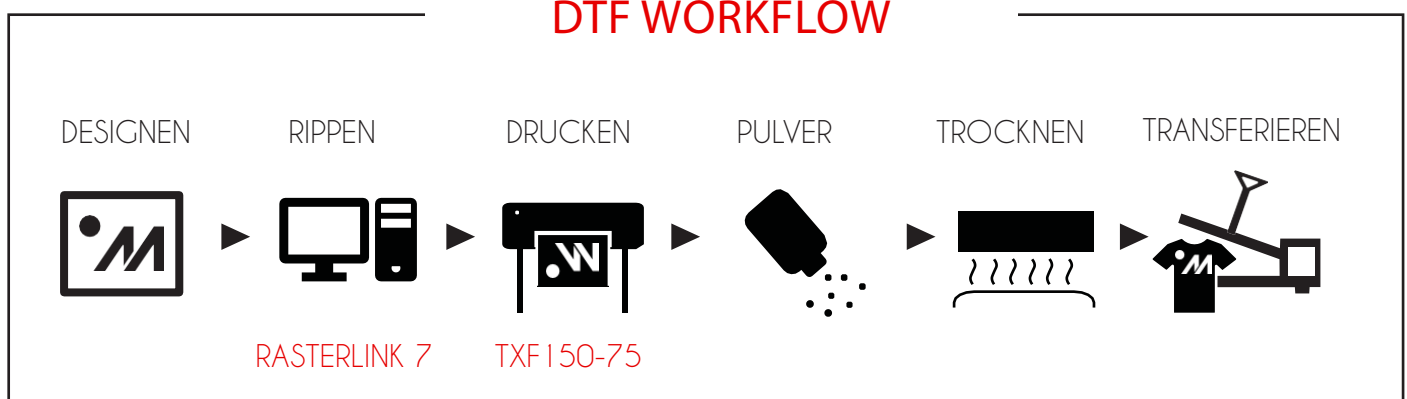 DTF WORKFLOW
DESIGNEN RIPPEN DRUCKEN PULVER TROCKNEN TRANSFERIEREN
RASTERLINK 7 TXF150-75